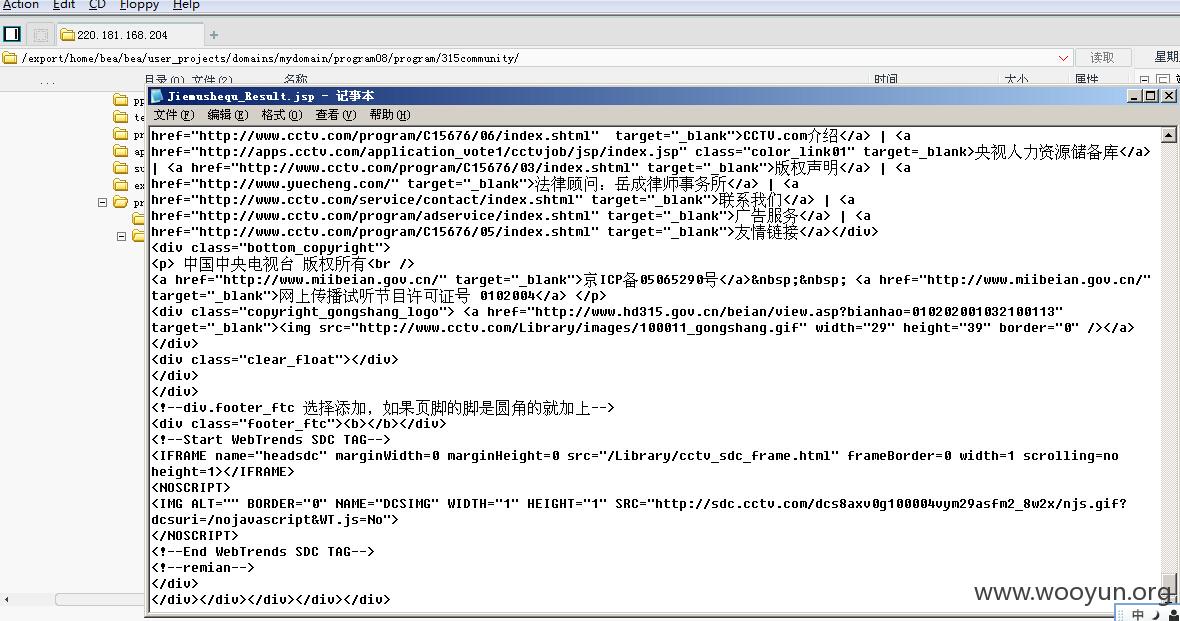 Action Edit CD Floppy Help
220.181.168.204 +
/export/home/bea/bea/user_projects/domains/mydomain/program08/program/315community/ 读取 星期
... 目录(0) 文件(2) 名称 时间 大小 属性
Jiemushequ_Result.jsp - 记事本
文件(F) 编辑(E) 格式(O) 查看(V) 帮助(H)
href="http://www.cctv.com/program/C15676/06/index.shtml"  target="_blank">CCTV.com介绍</a> | <a
href="http://apps.cctv.com/application_vote1/cctvjob/jsp/index.jsp" class="color_link01" target=_blank>央视人力资源储备库</a>
| <a href="http://www.cctv.com/program/C15676/03/index.shtml" target="_blank">版权声明</a> | <a
href="http://www.yuecheng.com/" target="_blank">法律顾问：岳成律师事务所</a> | <a
href="http://www.cctv.com/service/contact/index.shtml" target="_blank">联系我们</a> | <a
href="http://www.cctv.com/program/adservice/index.shtml" target="_blank">广告服务</a> | <a
href="http://www.cctv.com/program/C15676/05/index.shtml" target="_blank">友情链接</a></div>
<div class="bottom_copyright">
<p> 中国中央电视台 版权所有<br />
<a href="http://www.miibeian.gov.cn/" target="_blank">京ICP备05065290号</a>&nbsp;&nbsp; <a href="http://www.miibeian.gov.cn/"
target="_blank">网上传播试听节目许可证号 0102004</a> </p>
<div class="copyright_gongshang_logo"> <a href="http://www.hd315.gov.cn/beian/view.asp?bianhao=010202001032100113"
target="_blank"><img src="http://www.cctv.com/Library/images/100011_gongshang.gif" width="29" height="39" border="0" /></a>
</div>
<div class="clear_float"></div>
</div>
</div>
<!--div.footer_ftc 选择添加，如果页脚的脚是圆角的就加上-->
<div class="footer_ftc"><b></b></div>
<!--Start WebTrends SDC TAG-->
<IFRAME name="headsdc" marginWidth=0 marginHeight=0 src="/Library/cctv_sdc_frame.html" frameBorder=0 width=1 scrolling=no
height=1></IFRAME>
<NOSCRIPT>
<IMG ALT="" BORDER="0" NAME="DCSIMG" WIDTH="1" HEIGHT="1" SRC="http://sdc.cctv.com/dcs8axv0g100004vym29asfm2_8w2x/njs.gif?
dcsuri=/nojavascript&WT.js=No">
</NOSCRIPT>
<!--End WebTrends SDC TAG-->
<!--remian-->
</div>
</div></div></div></div></div>
www.wooyun.org
中